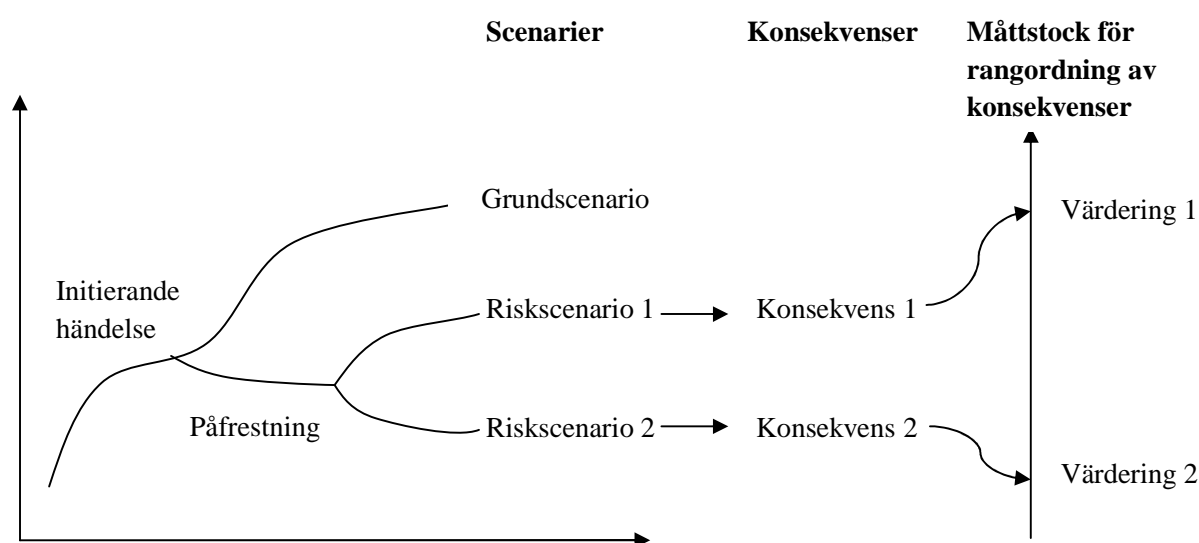 Scenarier
Konsekvenser
Måttstock för
rangordning av
konsekvenser
Grundscenario
Värdering 1
Initierande
händelse
Riskscenario 1
Konsekvens 1
Påfrestning
Riskscenario 2
Konsekvens 2
Värdering 2